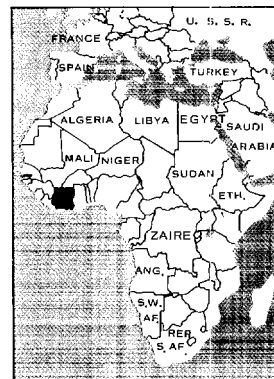 U. S. S. R.
FRANCE
SPAIN
TURKEY
ALGERIA
LIBYA
EGYPT
SAUDI
ARABIA
MALI
NIGER
SUDAN
ETH.
ZAIRE
ANG.
S.W.
AF.
REP.
S. AF.